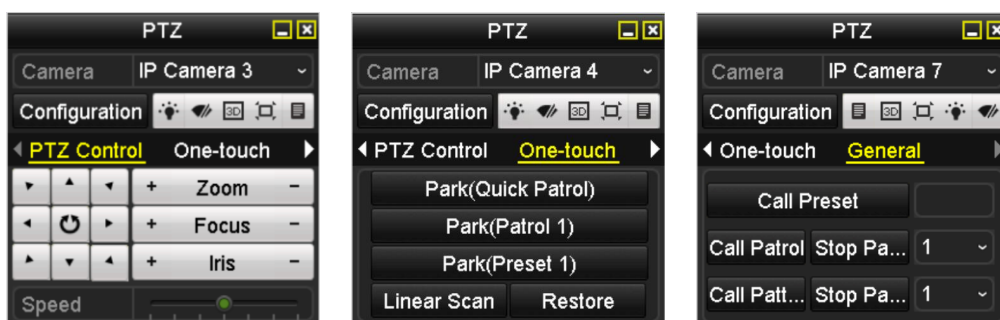 PTZ
Camera IP Camera 3
Configuration 3D
PTZ Control One-touch
+ Zoom -
+ Focus -
+ Iris -
Speed
PTZ
Camera IP Camera 4
Configuration 3D
PTZ Control One-touch
Park(Quick Patrol)
Park(Patrol 1)
Park(Preset 1)
Linear Scan Restore
PTZ
Camera IP Camera 7
Configuration 3D
One-touch General
Call Preset
Call Patrol Stop Pa... 1
Call Patt... Stop Pa... 1